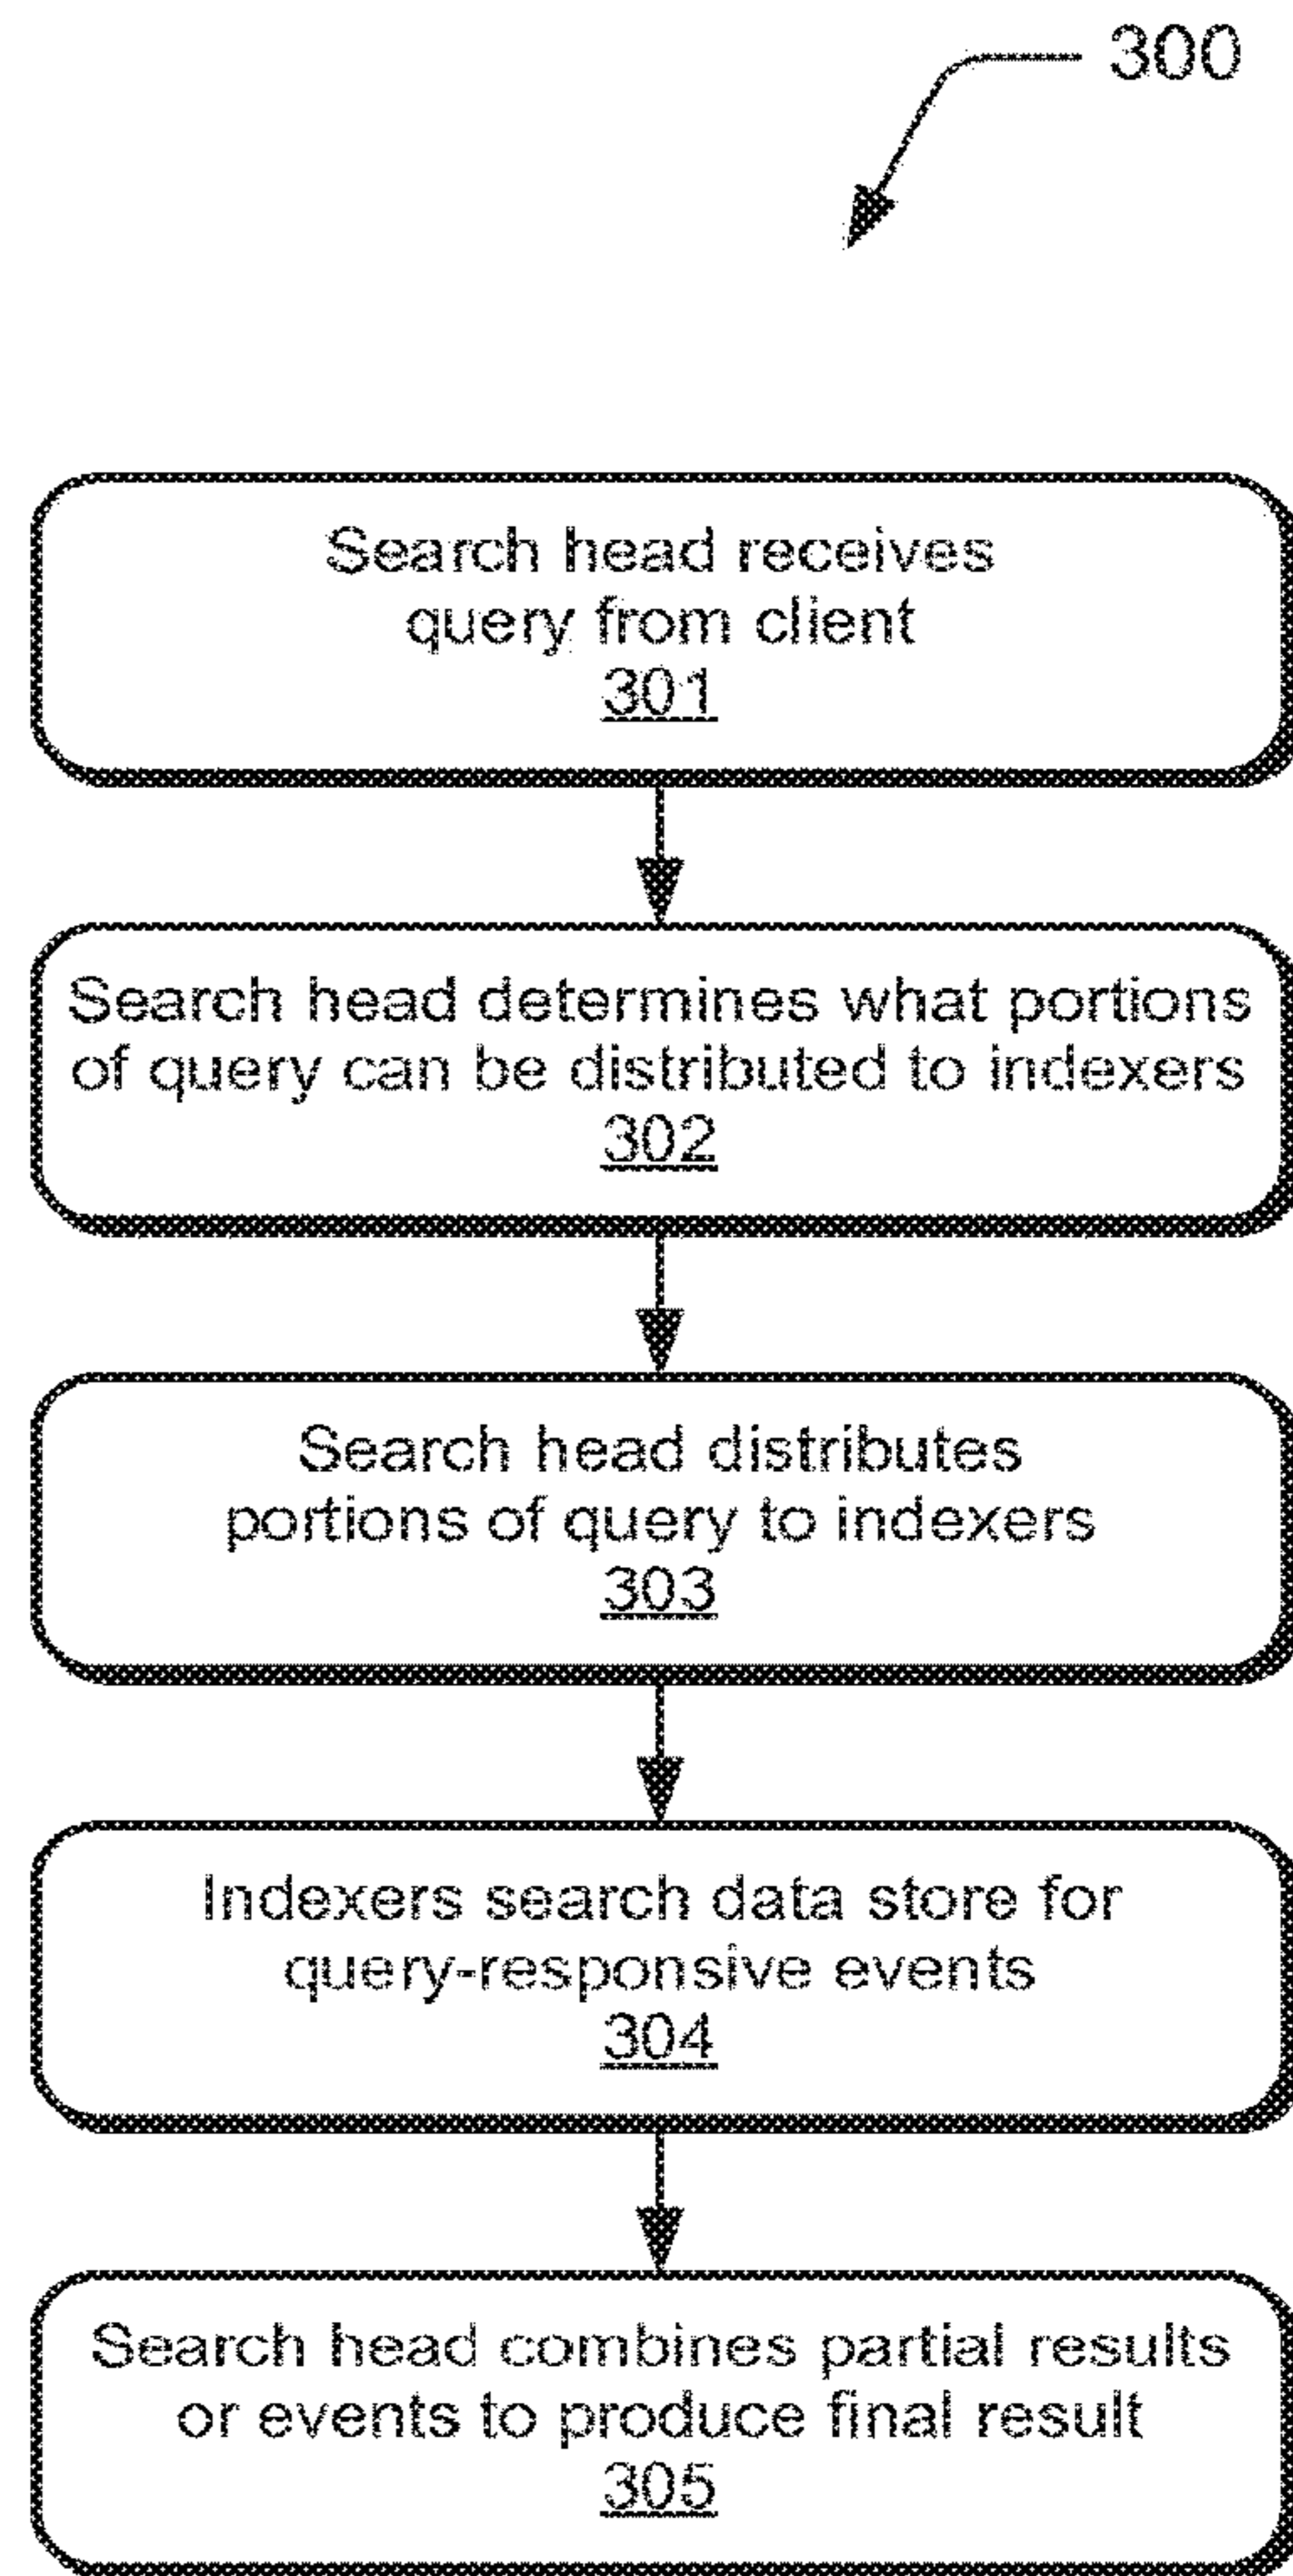 300
Search head receives
query from client
301
Search head determines what portions
of query can be distributed to indexers
302
Search head distributes
portions of query to indexers
303
Indexers search data store for
query-responsive events
304
Search head combines partial results
or events to produce final result
305